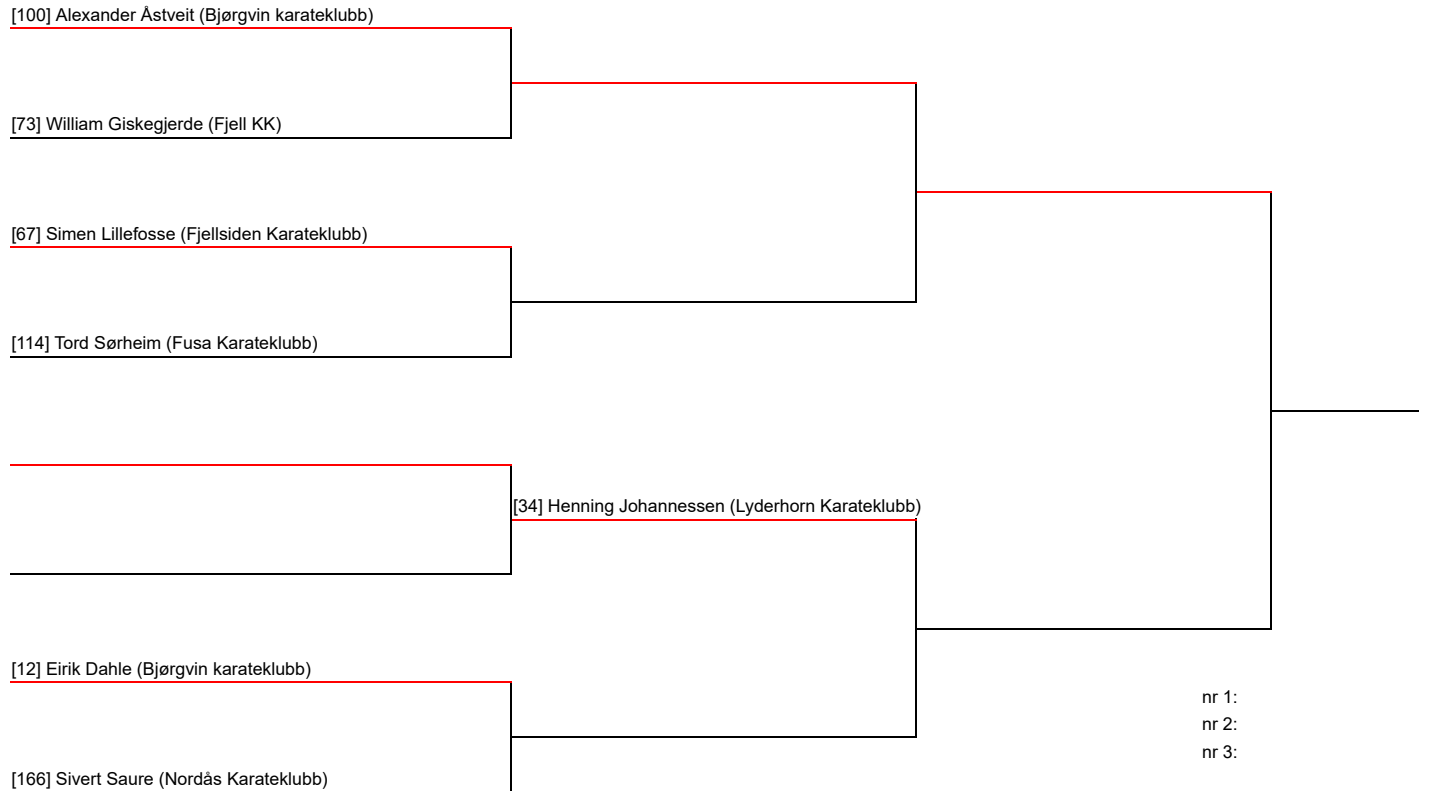 [100] Alexander Åstveit (Bjørgvin karateklubb)
[73] William Giskegjerde (Fjell KK)
[67] Simen Lillefosse (Fjellsiden Karateklubb)
[114] Tord Sørheim (Fusa Karateklubb)
[34] Henning Johannessen (Lyderhorn Karateklubb)
[12] Eirik Dahle (Bjørgvin karateklubb)
[166] Sivert Saure (Nordås Karateklubb)
nr 1:
nr 2:
nr 3: